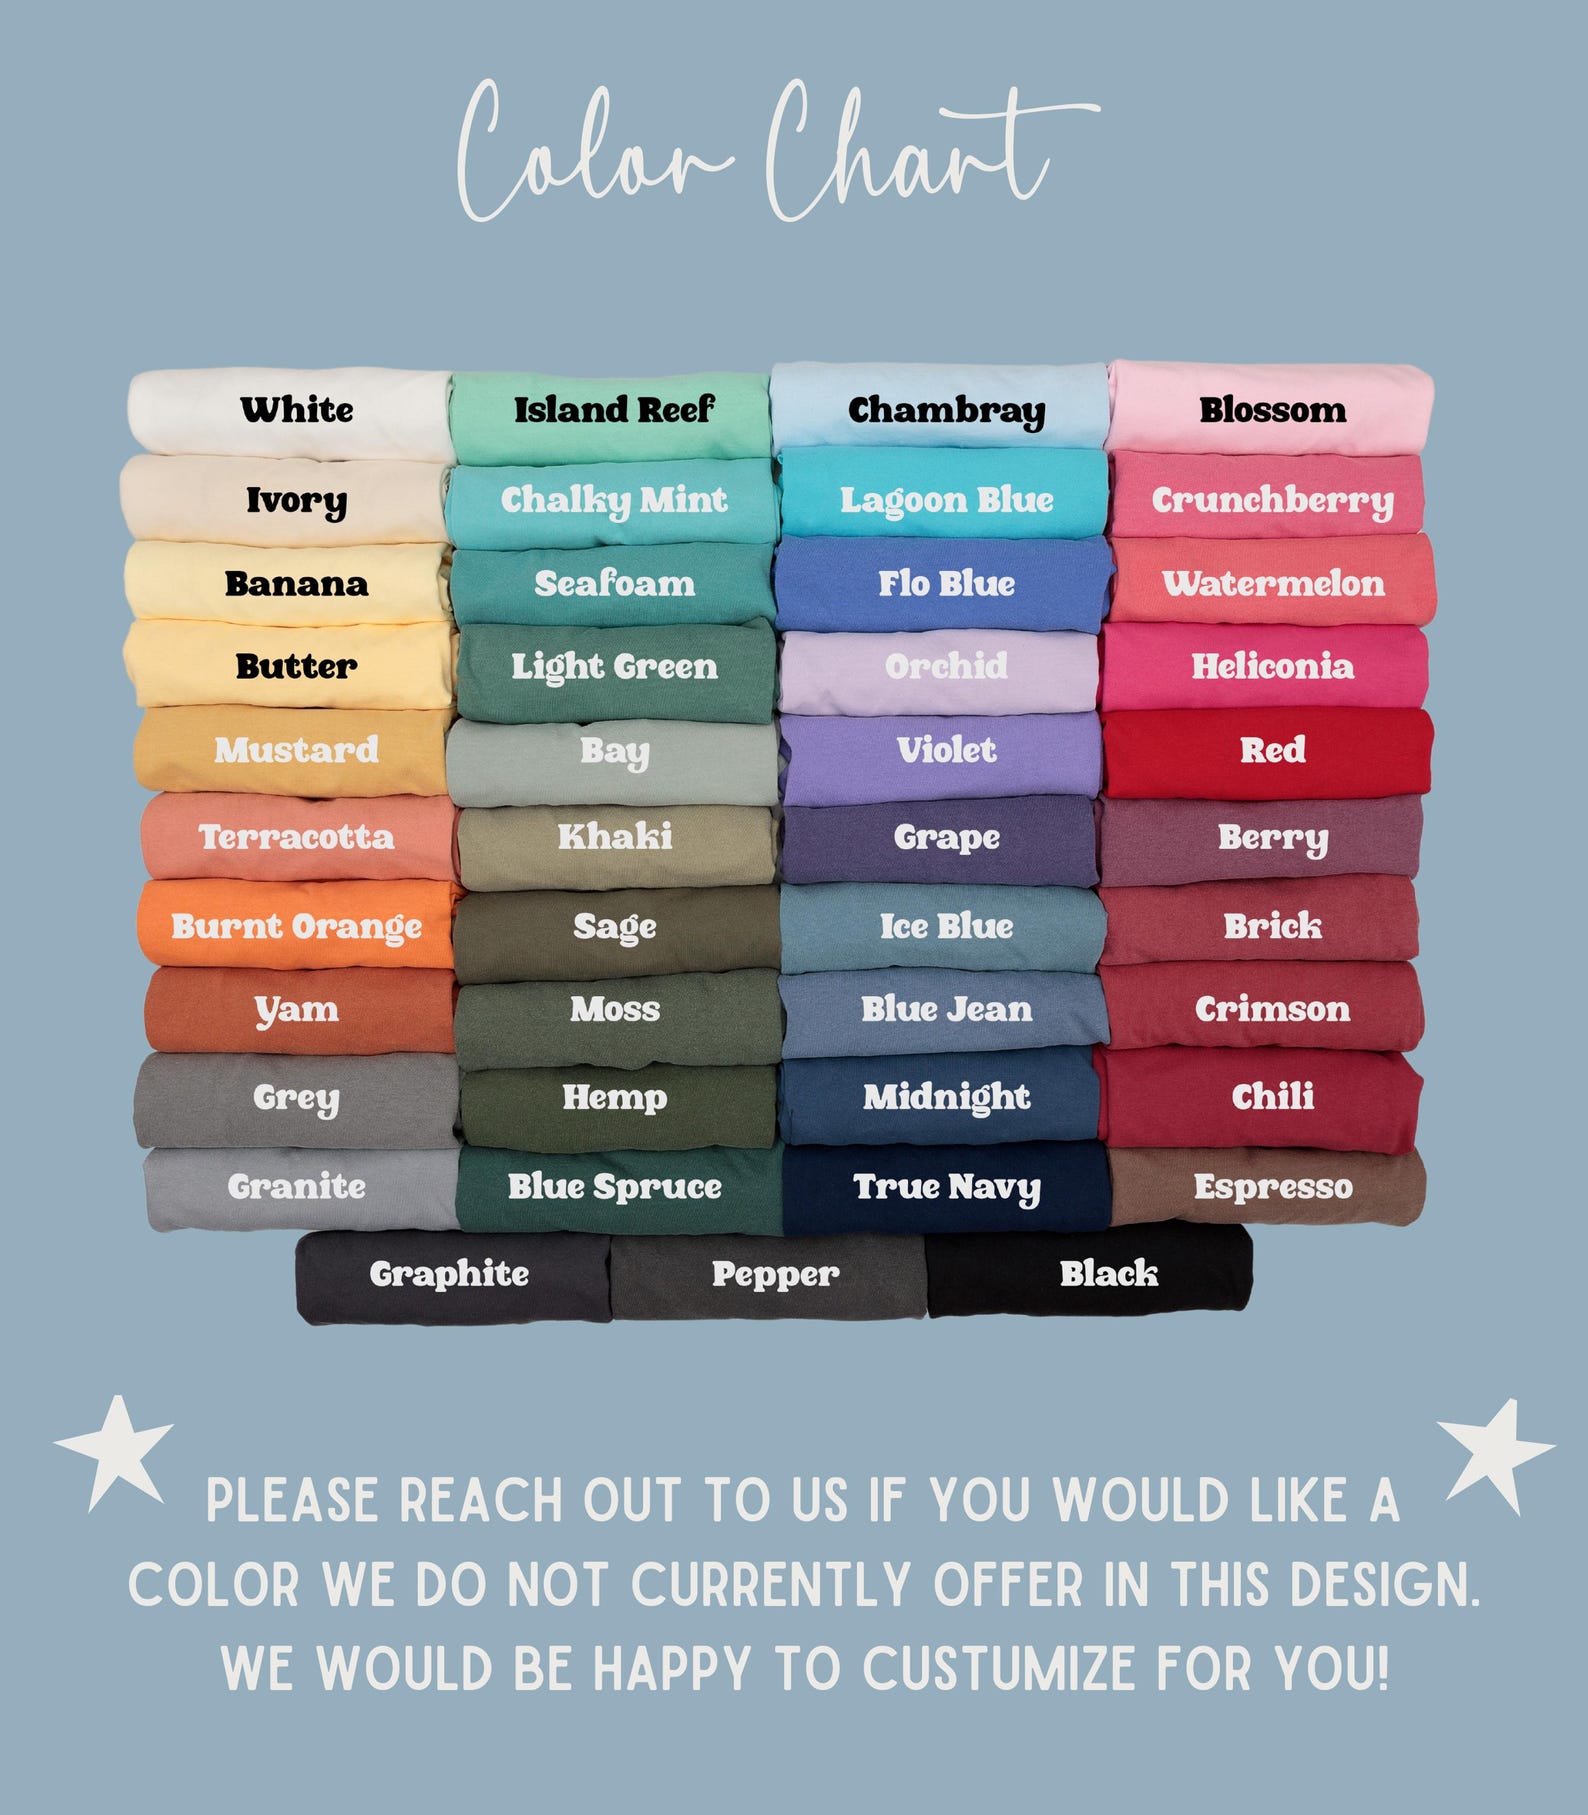 Color Chart
White
Island Reef
Chambray
Blossom
Ivory
Chalky Mint
Lagoon Blue
Crunchberry
Banana
Seafoam
Flo Blue
Watermelon
Butter
Light Green
Orchid
Heliconia
Mustard
Bay
Violet
Red
Terracotta
Khaki
Grape
Berry
Burnt Orange
Sage
Ice Blue
Brick
Yam
Moss
Blue Jean
Crimson
Grey
Hemp
Midnight
Chili
Granite
Blue Spruce
True Navy
Espresso
Graphite
Pepper
Black
PLEASE REACH OUT TO US IF YOU WOULD LIKE A
COLOR WE DO NOT CURRENTLY OFFER IN THIS DESIGN.
WE WOULD BE HAPPY TO CUSTUMIZE FOR YOU!